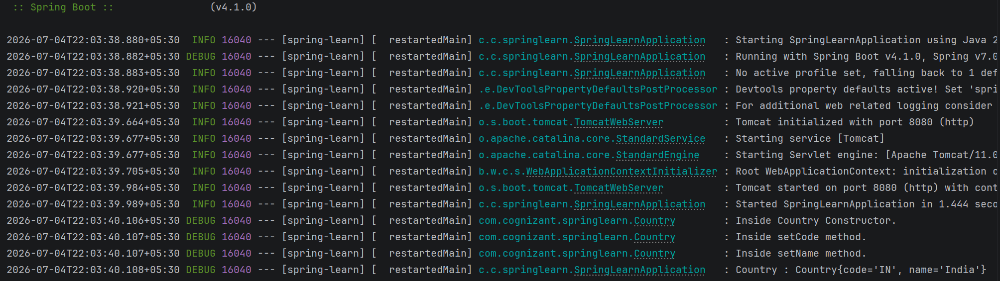 :: Spring Boot ::                (v4.1.0)
2026-07-04T22:03:38.880+05:30  INFO 16040 --- [spring-learn] [  restartedMain] c.c.springlearn.SpringLearnApplication   : Starting SpringLearnApplication using Java 2
2026-07-04T22:03:38.882+05:30 DEBUG 16040 --- [spring-learn] [  restartedMain] c.c.springlearn.SpringLearnApplication   : Running with Spring Boot v4.1.0, Spring v7.0
2026-07-04T22:03:38.883+05:30  INFO 16040 --- [spring-learn] [  restartedMain] c.c.springlearn.SpringLearnApplication   : No active profile set, falling back to 1 def
2026-07-04T22:03:38.920+05:30  INFO 16040 --- [spring-learn] [  restartedMain] .e.DevToolsPropertyDefaultsPostProcessor : Devtools property defaults active! Set 'spri
2026-07-04T22:03:38.921+05:30  INFO 16040 --- [spring-learn] [  restartedMain] .e.DevToolsPropertyDefaultsPostProcessor : For additional web related logging consider
2026-07-04T22:03:39.664+05:30  INFO 16040 --- [spring-learn] [  restartedMain] o.s.boot.tomcat.TomcatWebServer          : Tomcat initialized with port 8080 (http)
2026-07-04T22:03:39.677+05:30  INFO 16040 --- [spring-learn] [  restartedMain] o.apache.catalina.core.StandardService   : Starting service [Tomcat]
2026-07-04T22:03:39.677+05:30  INFO 16040 --- [spring-learn] [  restartedMain] o.apache.catalina.core.StandardEngine    : Starting Servlet engine: [Apache Tomcat/11.0
2026-07-04T22:03:39.705+05:30  INFO 16040 --- [spring-learn] [  restartedMain] b.w.c.s.WebApplicationContextInitializer : Root WebApplicationContext: initialization c
2026-07-04T22:03:39.984+05:30  INFO 16040 --- [spring-learn] [  restartedMain] o.s.boot.tomcat.TomcatWebServer          : Tomcat started on port 8080 (http) with cont
2026-07-04T22:03:39.989+05:30  INFO 16040 --- [spring-learn] [  restartedMain] c.c.springlearn.SpringLearnApplication   : Started SpringLearnApplication in 1.444 seco
2026-07-04T22:03:40.106+05:30 DEBUG 16040 --- [spring-learn] [  restartedMain] com.cognizant.springlearn.Country        : Inside Country Constructor.
2026-07-04T22:03:40.107+05:30 DEBUG 16040 --- [spring-learn] [  restartedMain] com.cognizant.springlearn.Country        : Inside setCode method.
2026-07-04T22:03:40.107+05:30 DEBUG 16040 --- [spring-learn] [  restartedMain] com.cognizant.springlearn.Country        : Inside setName method.
2026-07-04T22:03:40.108+05:30 DEBUG 16040 --- [spring-learn] [  restartedMain] c.c.springlearn.SpringLearnApplication   : Country : Country{code='IN', name='India'}